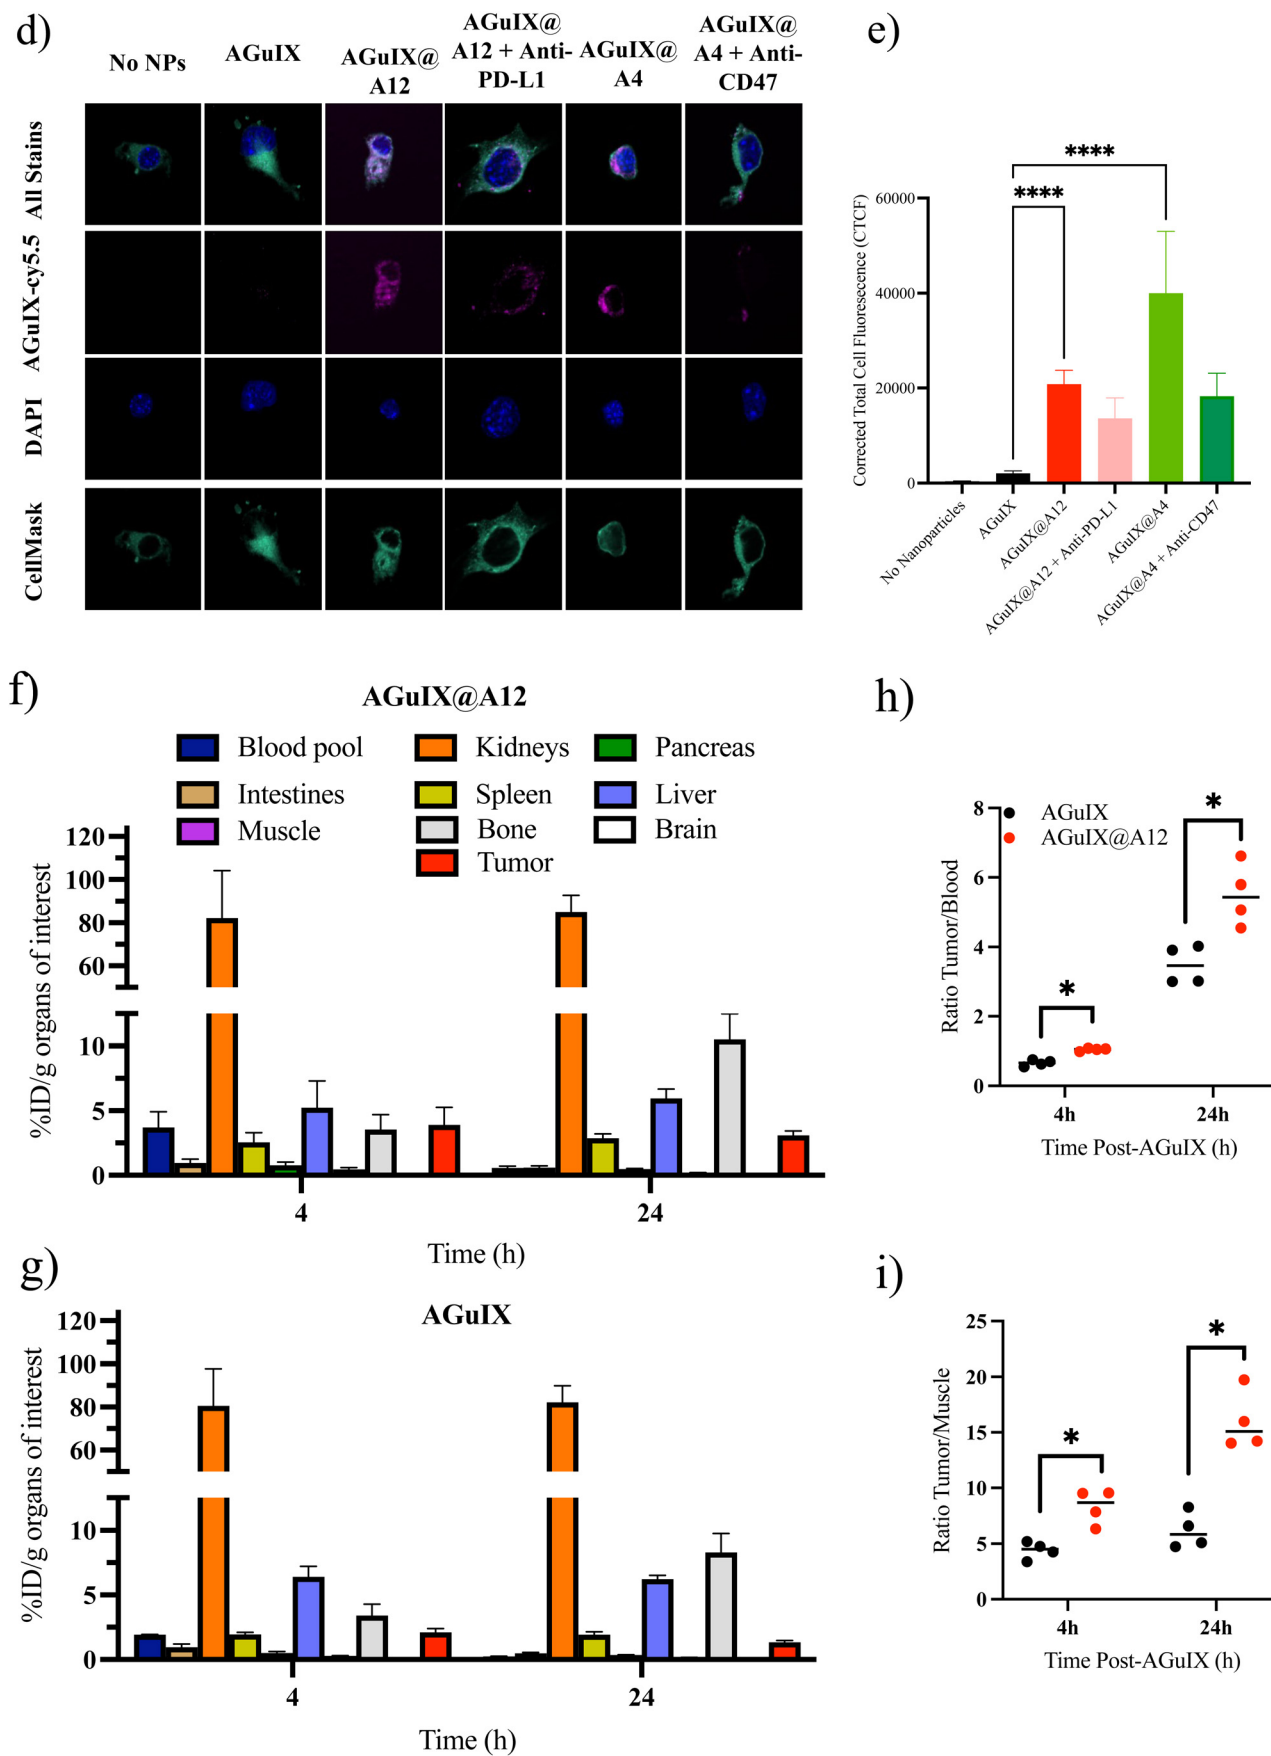 d)
No NPs
AGuIX
AGuIX@
A12
AGuIX@
A12 + Anti-
PD-L1
AGuIX@
A4
AGuIX@
A4 + Anti-
CD47
All Stains
AGuIX-cy5.5
DAPI
CellMask
e)
Corrected Total Cell Fluoresecence (CTCF)
60000
40000
20000
0
****
****
No Nanoparticles
AGuIX
AGuIX@A12
AGuIX@A12 + Anti-PD-L1
AGuIX@A4
AGuIX@A4 + Anti-CD47
f)
AGuIX@A12
Blood pool
Kidneys
Pancreas
Intestines
Spleen
Liver
Muscle
Bone
Brain
Tumor
%ID/g organs of interest
120
100
80
60
10
5
0
4
24
Time (h)
g)
AGuIX
%ID/g organs of interest
120
100
80
60
10
5
0
4
24
Time (h)
h)
AGuIX
AGuIX@A12
Ratio Tumor/Blood
8
6
4
2
0
*
*
4h
24h
Time Post-AGuIX (h)
i)
Ratio Tumor/Muscle
25
20
15
10
5
0
*
*
4h
24h
Time Post-AGuIX (h)